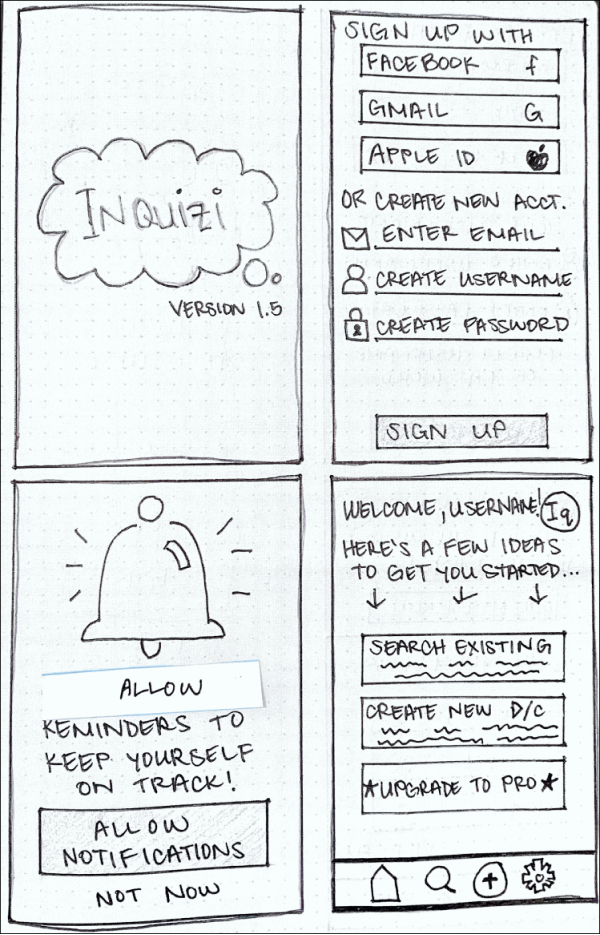 INQUIZI
VERSION 1.5
SIGN UP WITH
FACEBOOK f
GMAIL G
APPLE ID
OR CREATE NEW ACCT.
ENTER EMAIL
CREATE USERNAME
CREATE PASSWORD
SIGN UP
ALLOW
REMINDERS TO
KEEP YOURSELF
ON TRACK!
ALLOW
NOTIFICATIONS
NOT NOW
WELCOME, USERNAME! Iq
HERE'S A FEW IDEAS
TO GET YOU STARTED...
SEARCH EXISTING
CREATE NEW D/C
★UPGRADE TO PRO★